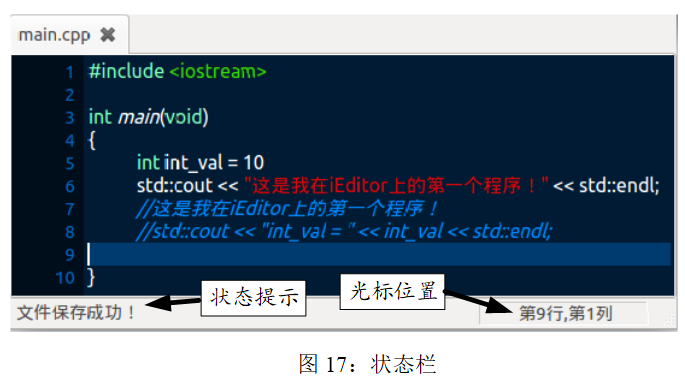 main.cpp
1 #include <iostream>
2
3 int main(void)
4 {
5 int int_val = 10
6 std::cout << "这是我在iEditor上的第一个程序！" << std::endl;
7 //这是我在iEditor上的第一个程序！
8 //std::cout << "int_val = " << int_val << std::endl;
9
10 }
状态提示
光标位置
文件保存成功！
第9行,第1列
图 17：状态栏